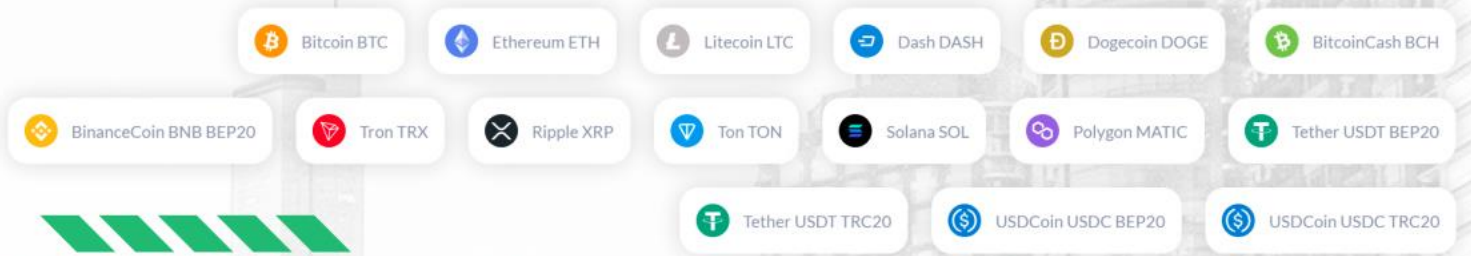 Bitcoin BTC Ethereum ETH Litecoin LTC Dash DASH Dogecoin DOGE BitcoinCash BCH
BinanceCoin BNB BEP20 Tron TRX Ripple XRP Ton TON Solana SOL Polygon MATIC Tether USDT BEP20
Tether USDT TRC20 USDCoin USDC BEP20 USDCoin USDC TRC20